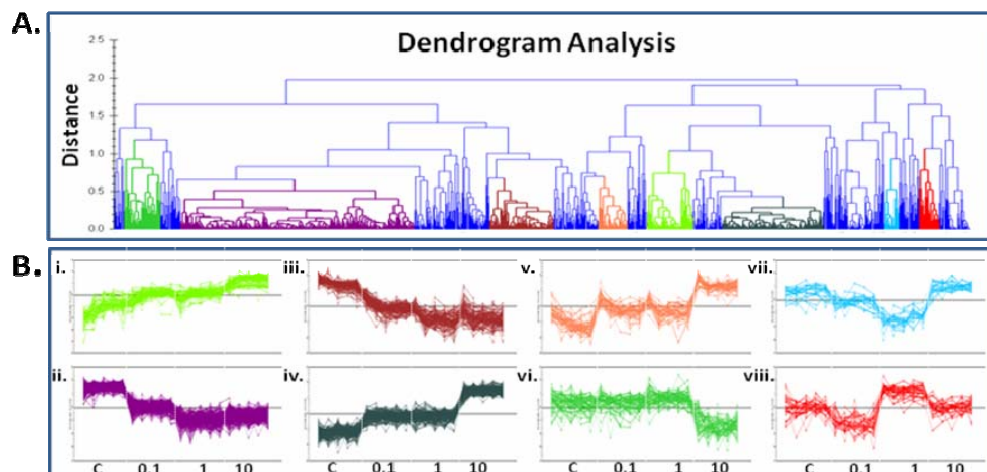 A.
Dendrogram Analysis
Distance
2.5
2.0
1.5
1.0
0.5
0.0
B.
i. iiii. v. vii.
ii. iv. vi. viii.
C 0.1 1 10 C 0.1 1 10 C 0.1 1 10 C 0.1 1 10